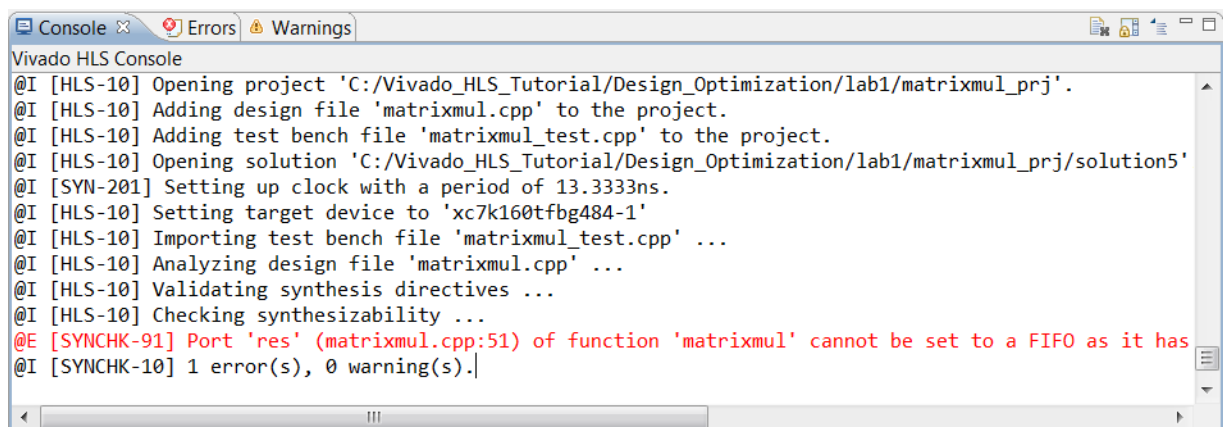 Console Errors Warnings
Vivado HLS Console
@I [HLS-10] Opening project 'C:/Vivado_HLS_Tutorial/Design_Optimization/lab1/matrixmul_prj'.
@I [HLS-10] Adding design file 'matrixmul.cpp' to the project.
@I [HLS-10] Adding test bench file 'matrixmul_test.cpp' to the project.
@I [HLS-10] Opening solution 'C:/Vivado_HLS_Tutorial/Design_Optimization/lab1/matrixmul_prj/solution5'
@I [SYN-201] Setting up clock with a period of 13.3333ns.
@I [HLS-10] Setting target device to 'xc7k160tfbg484-1'
@I [HLS-10] Importing test bench file 'matrixmul_test.cpp' ...
@I [HLS-10] Analyzing design file 'matrixmul.cpp' ...
@I [HLS-10] Validating synthesis directives ...
@I [HLS-10] Checking synthesizability ...
@E [SYNCHK-91] Port 'res' (matrixmul.cpp:51) of function 'matrixmul' cannot be set to a FIFO as it has
@I [SYNCHK-10] 1 error(s), 0 warning(s).